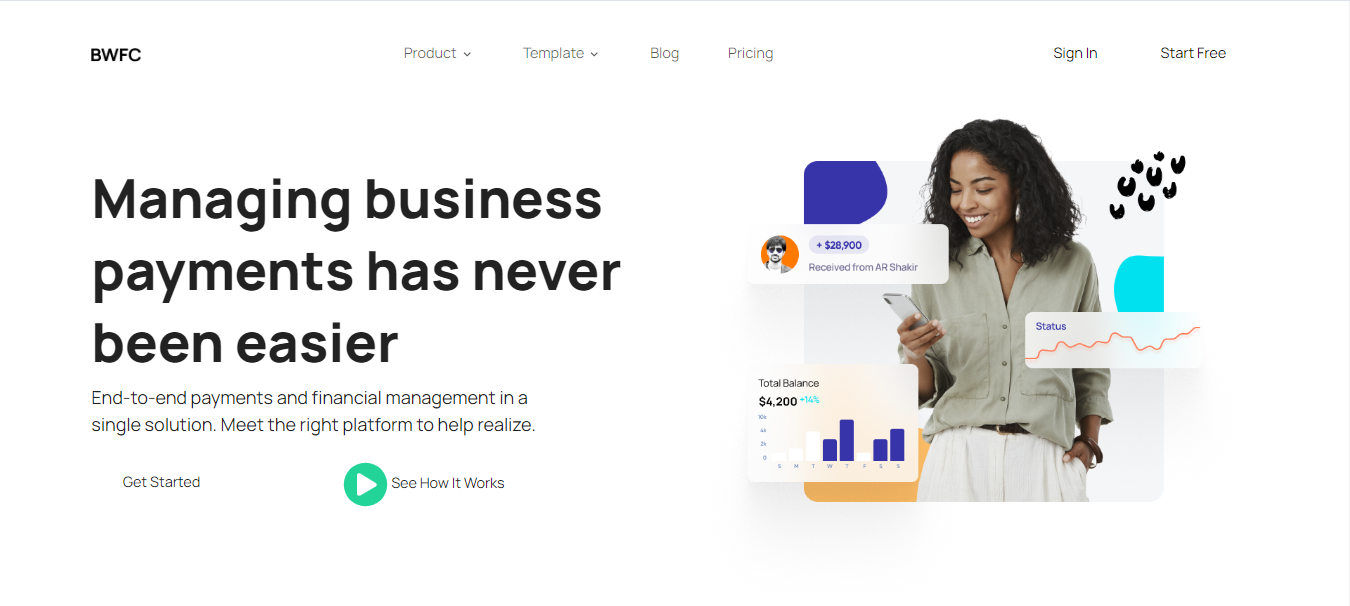 BWFC
Product
Template
Blog
Pricing
Sign In
Start Free
Managing business
payments has never
been easier
End-to-end payments and financial management in a
single solution. Meet the right platform to help realize.
Get Started
See How It Works
+ $28,900
Received from AR Shakir
Status
Total Balance
$4,200 +14%
10k
4k
2k
0
S M T W T F S S